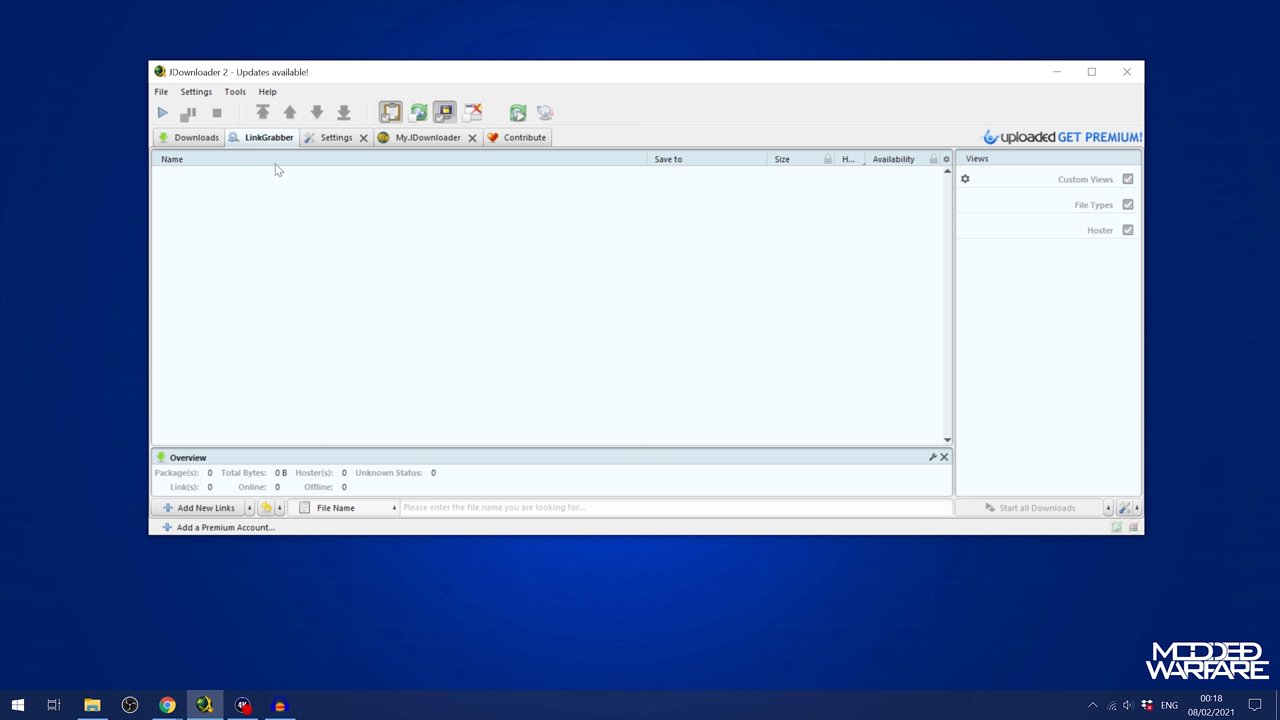 JDownloader 2 - Updates available!
File Settings Tools Help
Downloads LinkGrabber Settings My.JDownloader Contribute uploaded GET PREMIUM!
Name Save to Size H... Availability Views
Custom Views
File Types
Hoster
Overview
Package(s): 0 Total Bytes: 0 B Hoster(s): 0 Unknown Status: 0
Link(s): 0 Online: 0 Offline: 0
Add New Links File Name Please enter the file name you are looking for... Start all Downloads
Add a Premium Account...
MODDED
WARFARE
4K
ENG
00:18
08/02/2021